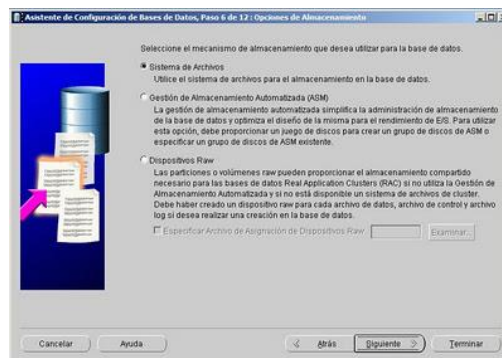 Asistente de Configuración de Bases de Datos, Paso 6 de 12 : Opciones de Almacenamiento
Seleccione el mecanismo de almacenamiento que desea utilizar para la base de datos.
Sistema de Archivos
Utilice el sistema de archivos para el almacenamiento en la base de datos.
Gestión de Almacenamiento Automatizada (ASM)
La gestión de almacenamiento automatizada simplifica la administración de almacenamiento
de la base de datos y optimiza el diseño de la misma para el rendimiento de E/S. Para utilizar
esta opción, debe proporcionar un juego de discos para crear un grupo de discos de ASM o
especificar un grupo de discos de ASM existente.
Dispositivos Raw
Las particiones o volúmenes raw pueden proporcionar el almacenamiento compartido
necesario para las bases de datos Real Application Clusters (RAC) si no utiliza la Gestión de
Almacenamiento Automatizada y si no está disponible un sistema de archivos de cluster.
Debe haber creado un dispositivo raw para cada archivo de datos, archivo de control y archivo
log si desea realizar una creación en la base de datos.
Especificar Archivo de Asignación de Dispositivos Raw: Examinar...
Cancelar Ayuda Atrás Siguiente Terminar